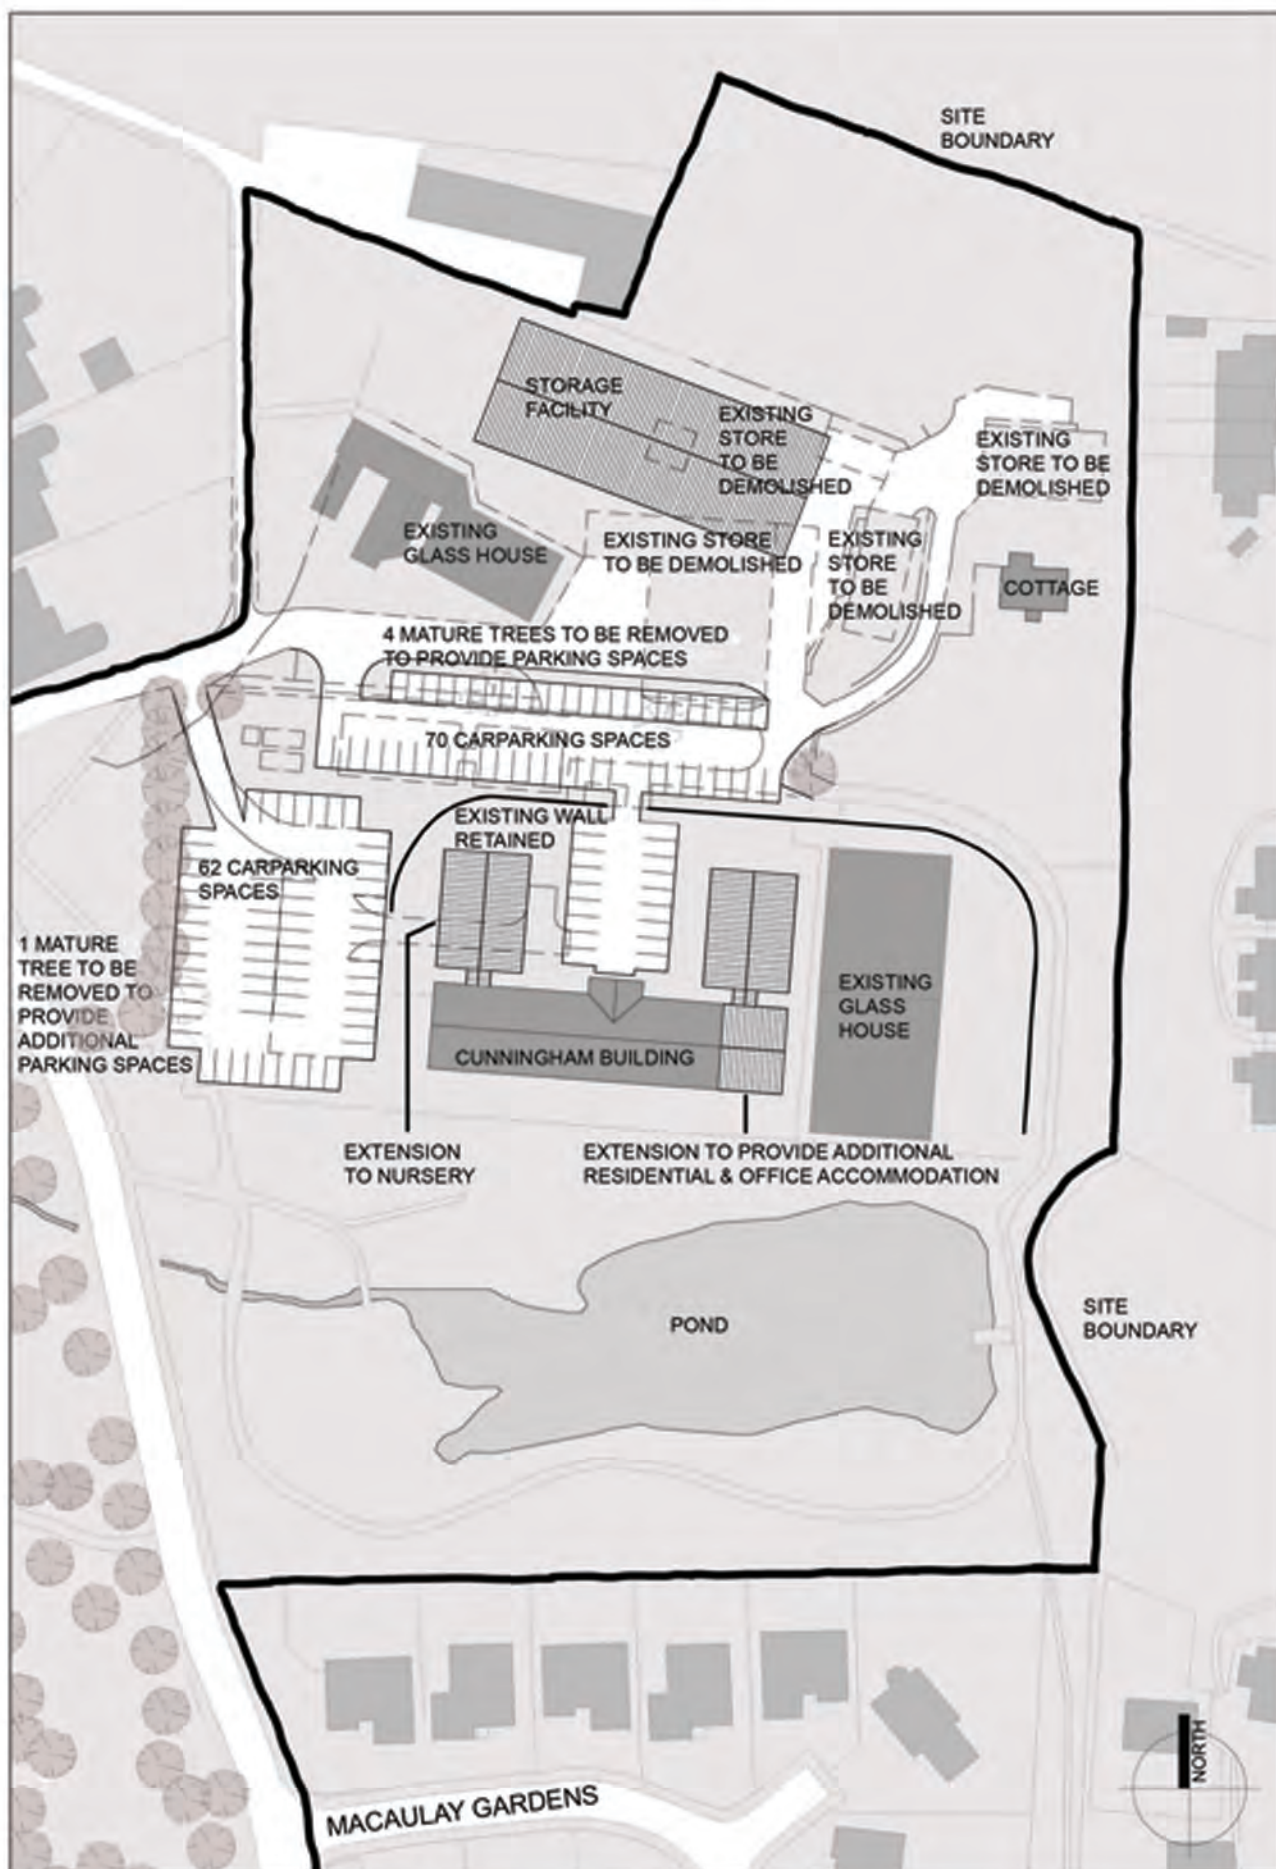 SITE
BOUNDARY
STORAGE
FACILITY
EXISTING
STORE
TO BE
DEMOLISHED
EXISTING
STORE TO BE
DEMOLISHED
EXISTING
GLASS HOUSE
EXISTING STORE
TO BE DEMOLISHED
EXISTING
STORE
TO BE
DEMOLISHED
COTTAGE
4 MATURE TREES TO BE REMOVED
TO PROVIDE PARKING SPACES
70 CARPARKING SPACES
EXISTING WALL
RETAINED
62 CARPARKING
SPACES
1 MATURE
TREE TO BE
REMOVED TO
PROVIDE
ADDITIONAL
PARKING SPACES
EXISTING
GLASS
HOUSE
CUNNINGHAM BUILDING
EXTENSION
TO NURSERY
EXTENSION TO PROVIDE ADDITIONAL
RESIDENTIAL & OFFICE ACCOMMODATION
POND
SITE
BOUNDARY
MACAULAY GARDENS
NORTH